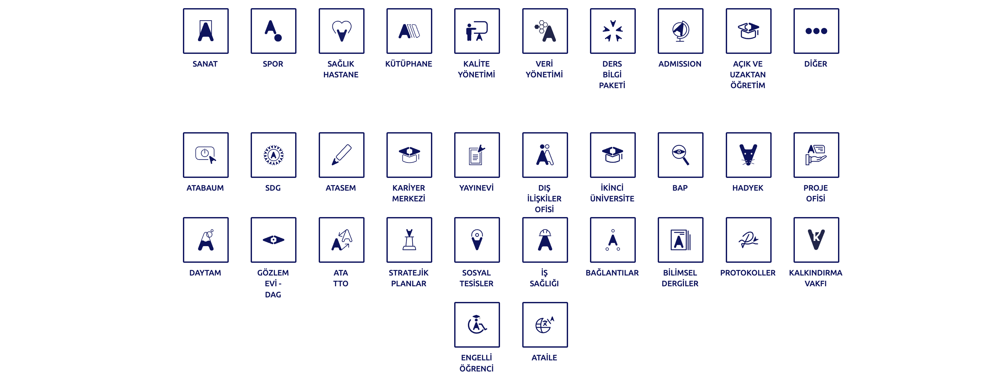 SANAT
SPOR
SAĞLIK
HASTANE
KÜTÜPHANE
KALİTE
YÖNETİMİ
VERİ
YÖNETİMİ
DERS
BİLGİ
PAKETİ
ADMISSION
AÇIK VE
UZAKTAN
ÖĞRETİM
DİĞER
ATABAUM
SDG
ATASEM
KARİYER
MERKEZİ
YAYINEVİ
DIŞ
İLİŞKİLER
OFİSİ
İKİNCİ
ÜNİVERSİTE
BAP
HADYEK
PROJE
OFİSİ
DAYTAM
GÖZLEM
EVİ -
DAG
ATA
TTO
STRATEJİK
PLANLAR
SOSYAL
TESİSLER
İŞ
SAĞLIĞI
BAĞLANTILAR
BİLİMSEL
DERGİLER
PROTOKOLLER
KALKINDIRMA
VAKFI
ENGELLİ
ÖĞRENCİ
ATAİLE